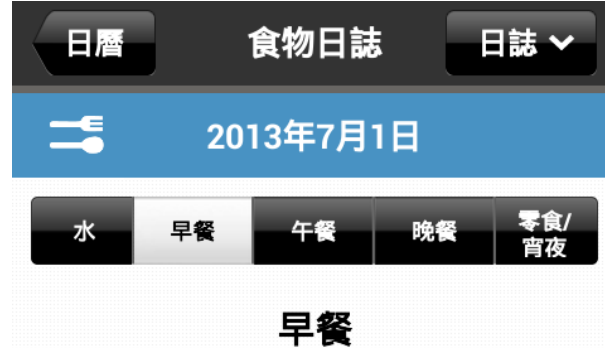 日曆 食物日誌 日誌
2013年7月1日
水 早餐 午餐 晚餐 零食/
宵夜
早餐